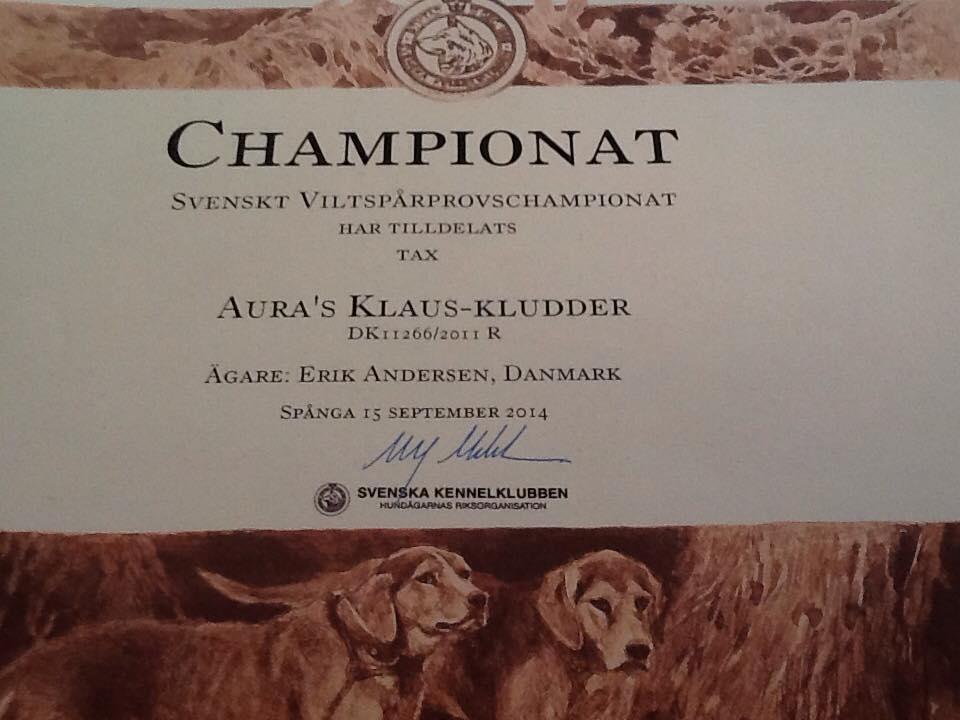 CHAMPIONAT
SVENSKT VILTSPÅRPROVSCHAMPIONAT
HAR TILLDELATS
TAX
AURA'S KLAUS-KLUDDER
DK11266/2011 R
ÄGARE: ERIK ANDERSEN, DANMARK
SPÅNGA 15 SEPTEMBER 2014
SVENSKA KENNELKLUBBEN
HUNDÄGARNAS RIKSORGANISATION